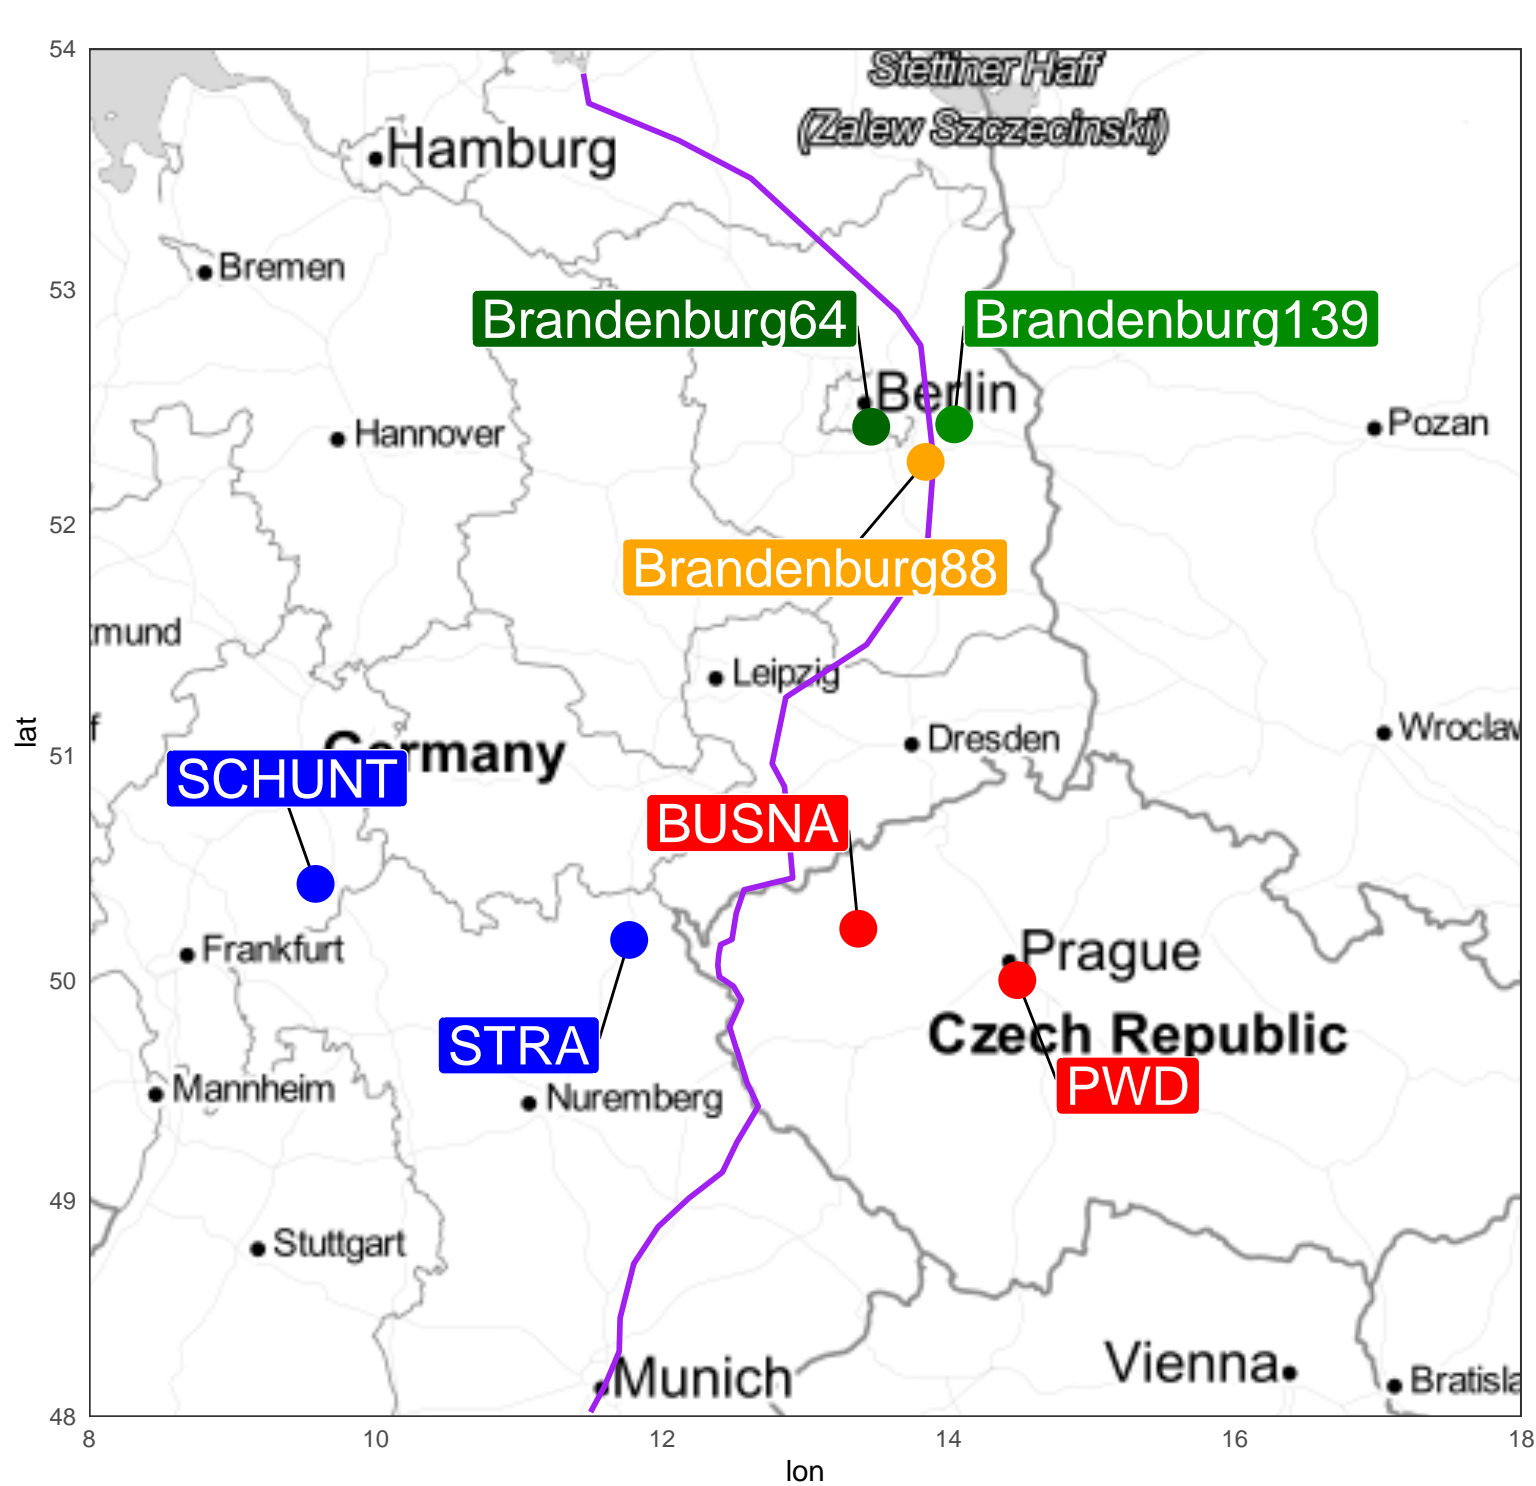 54
Stettiner Haff
(Zalew Szczecinski)
Hamburg
Bremen
53
Brandenburg64
Brandenburg139
Berlin
Hannover
Pozan
52
Brandenburg88
tmund
Leipzig
f
Dresden
Wroclaw
51
Germany
SCHUNT
BUSNA
lat
Frankfurt
Prague
50
Czech Republic
STRA
PWD
Mannheim
Nuremberg
49
Stuttgart
Munich
Vienna
Bratisla
48
8
10
12
14
16
18
lon